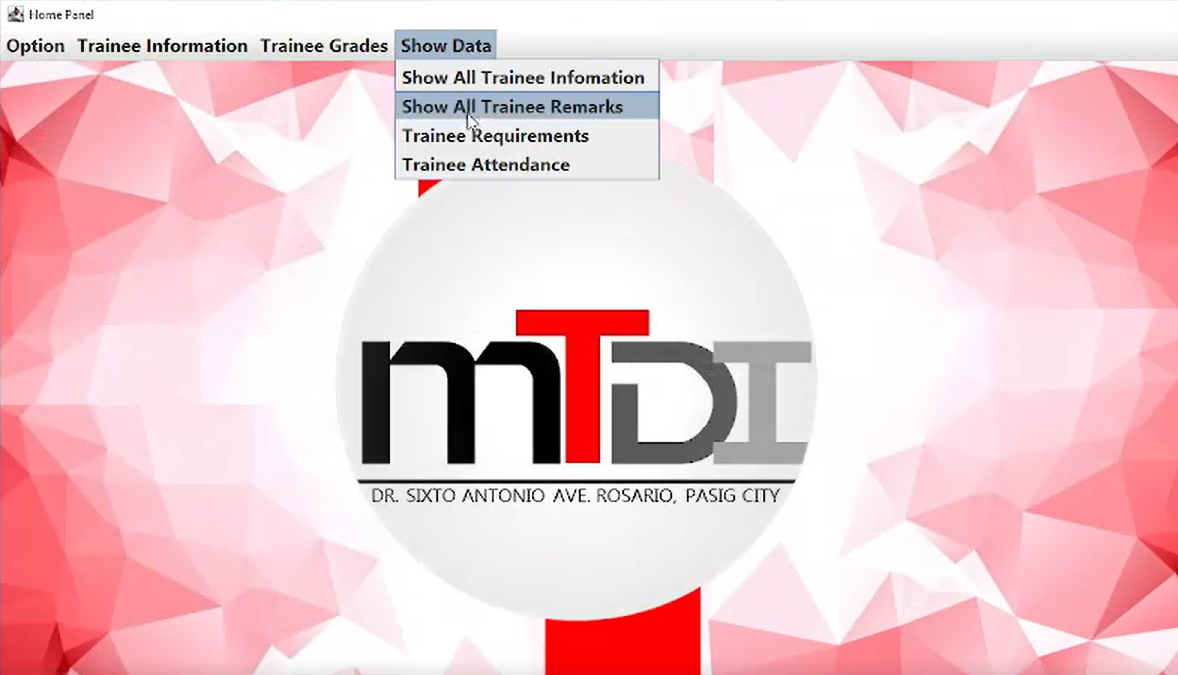 Home Panel
Option Trainee Information Trainee Grades Show Data
Show All Trainee Infomation
Show All Trainee Remarks
Trainee Requirements
Trainee Attendance
mTDI
DR. SIXTO ANTONIO AVE. ROSARIO, PASIG CITY